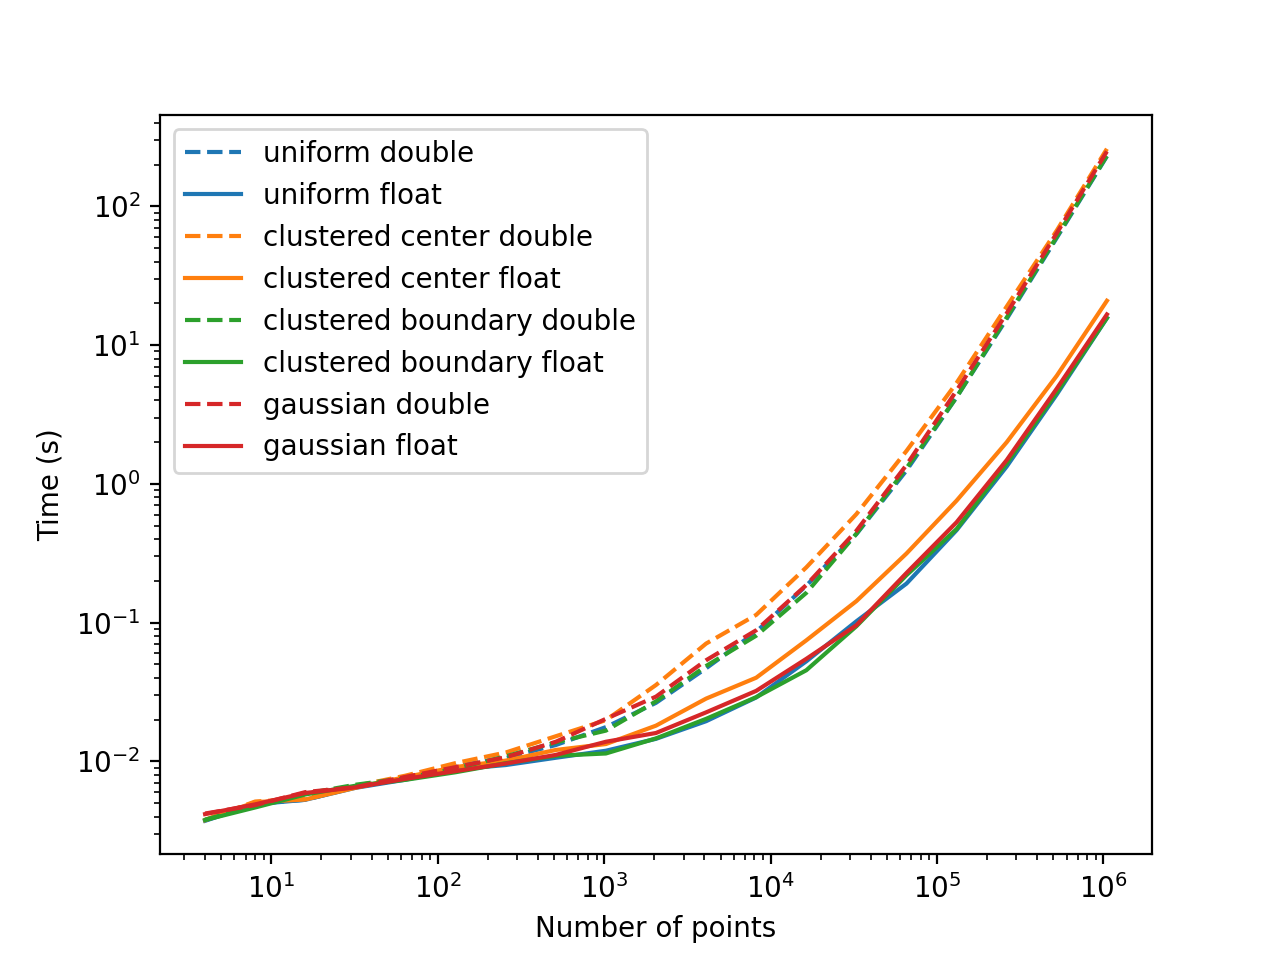 uniform double
uniform float
clustered center double
clustered center float
clustered boundary double
clustered boundary float
gaussian double
gaussian float
10²
10¹
10⁰
10⁻¹
10⁻²
Time (s)
10¹ 10² 10³ 10⁴ 10⁵ 10⁶
Number of points